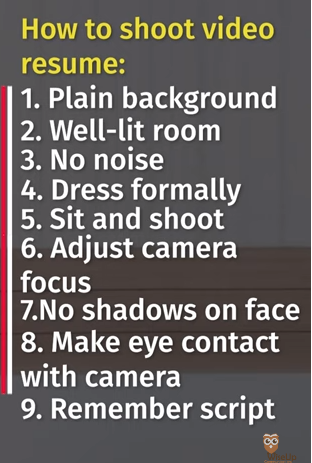 How to shoot video
resume:
1. Plain background
2. Well-lit room
3. No noise
4. Dress formally
5. Sit and shoot
6. Adjust camera
focus
7.No shadows on face
8. Make eye contact
with camera
9. Remember script